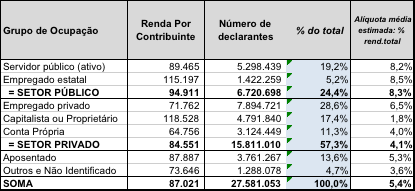 Grupo de Ocupação Renda Por Contribuinte Número de declarantes % do total Alíquota média estimada: % rend.total
Servidor público (ativo) 89.465 5.298.439 19,2% 8,2%
Empregado estatal 115.197 1.422.259 5,2% 8,5%
= SETOR PÚBLICO 94.911 6.720.698 24,4% 8,3%
Empregado privado 71.762 7.894.721 28,6% 6,5%
Capitalista ou Proprietário 118.528 4.791.840 17,4% 1,8%
Conta Própria 64.756 3.124.449 11,3% 4,0%
= SETOR PRIVADO 84.551 15.811.010 57,3% 4,1%
Aposentado 87.887 3.761.267 13,6% 5,3%
Outros e Não Identificado 73.646 1.288.078 4,7% 3,6%
SOMA 87.021 27.581.053 100,0% 5,4%